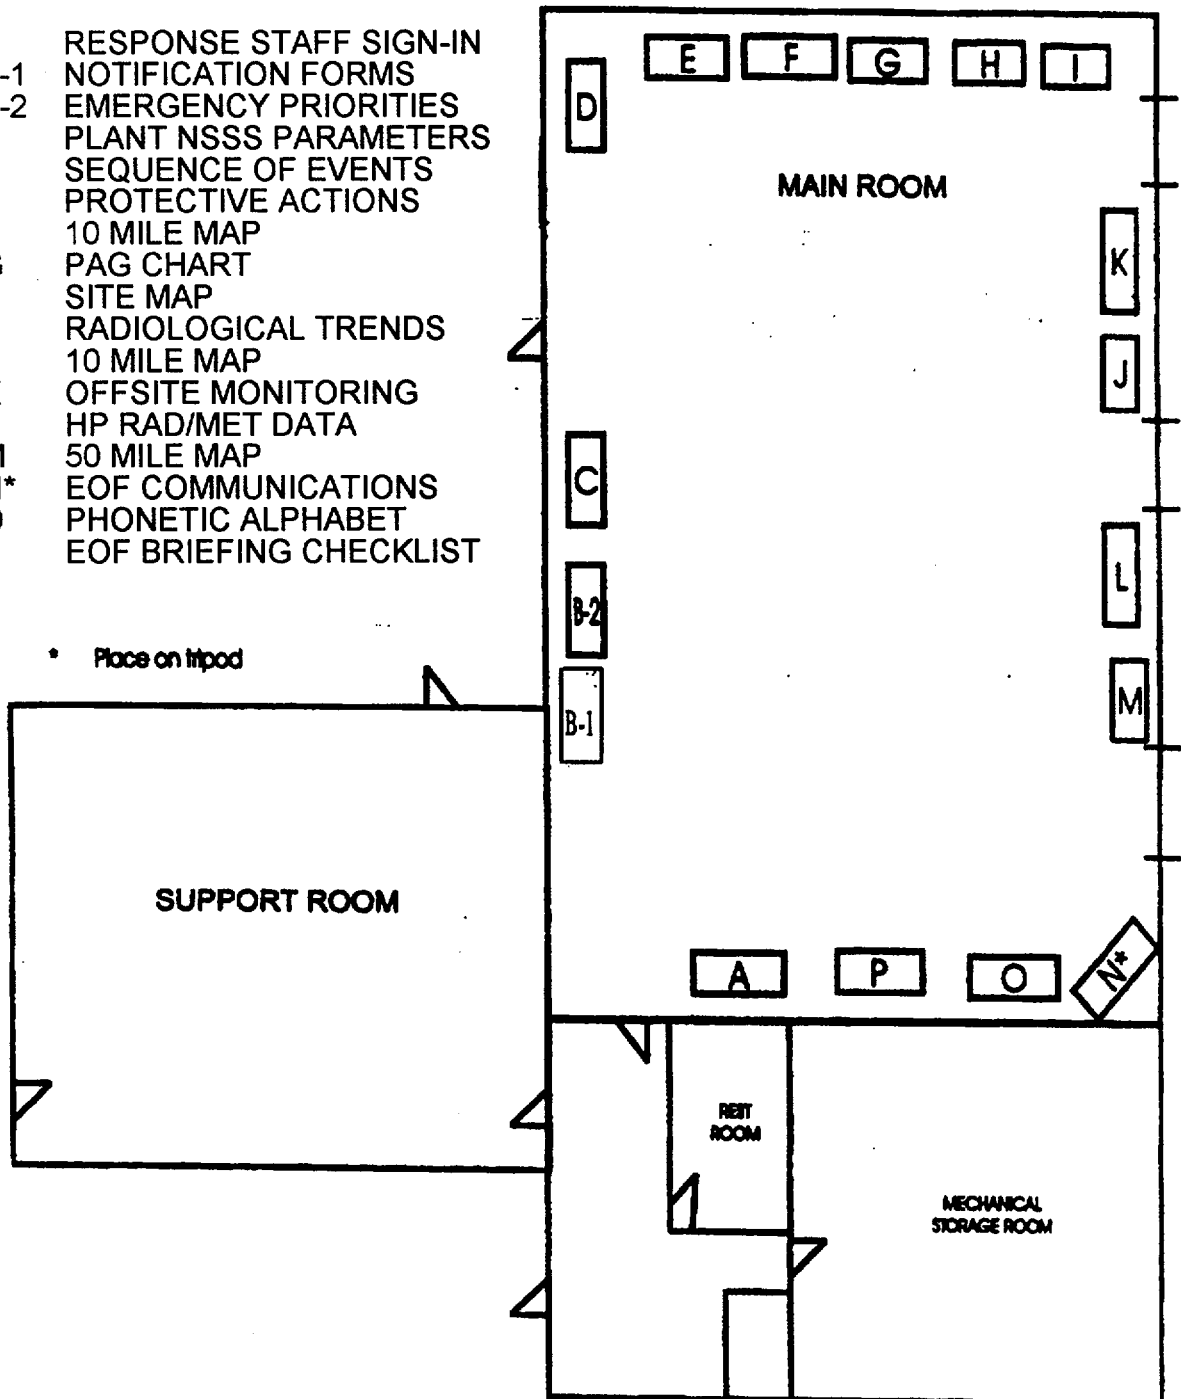 RESPONSE STAFF SIGN-IN
-1 NOTIFICATION FORMS
-2 EMERGENCY PRIORITIES
PLANT NSSS PARAMETERS
SEQUENCE OF EVENTS
PROTECTIVE ACTIONS
10 MILE MAP
PAG CHART
SITE MAP
RADIOLOGICAL TRENDS
10 MILE MAP
OFFSITE MONITORING
HP RAD/MET DATA
50 MILE MAP
* EOF COMMUNICATIONS
PHONETIC ALPHABET
EOF BRIEFING CHECKLIST
* Place on tripod
E F G H I
D
MAIN ROOM
K
J
C
L
B-2
M
B-1
SUPPORT ROOM
A P O N*
REST
ROOM
MECHANICAL
STORAGE ROOM